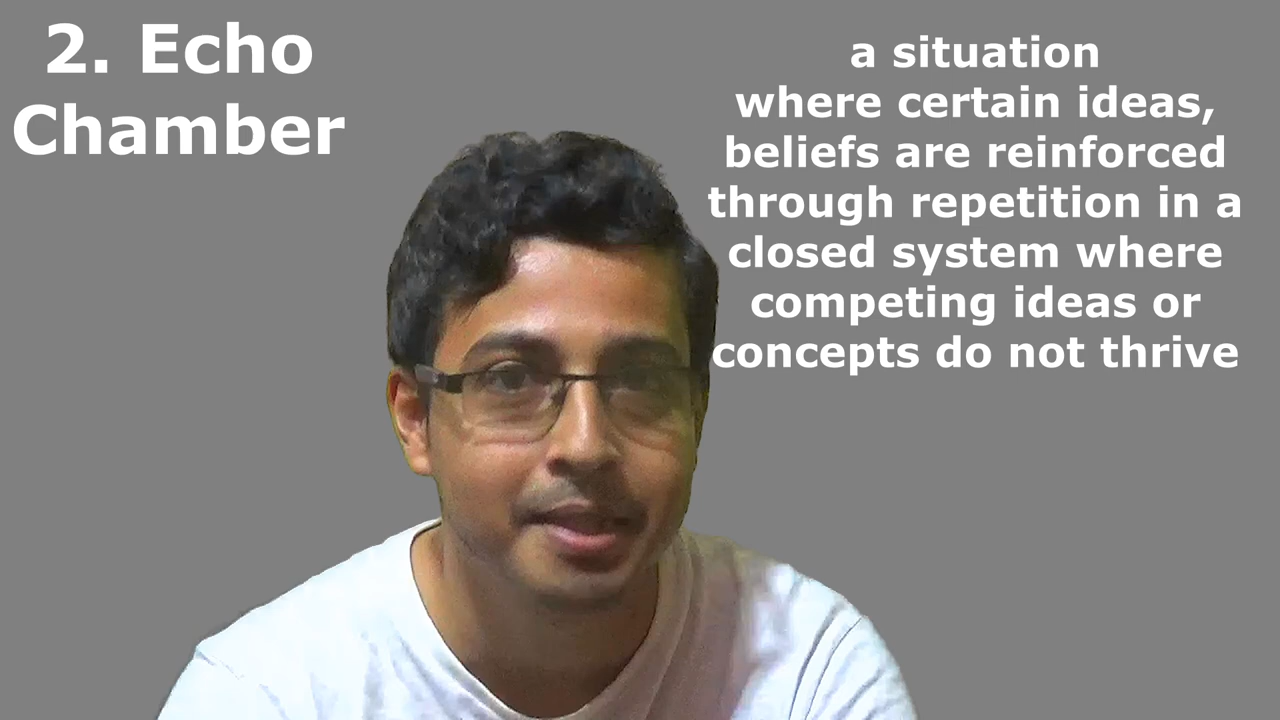 2. Echo
Chamber
a situation
where certain ideas,
beliefs are reinforced
through repetition in a
closed system where
competing ideas or
concepts do not thrive